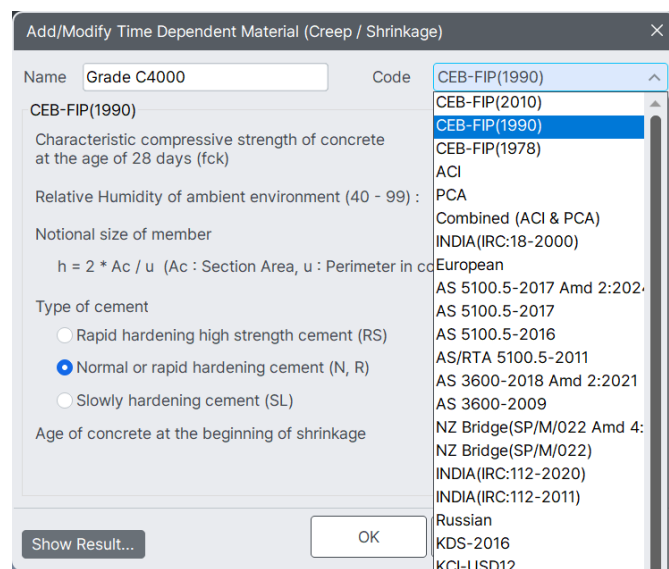 Add/Modify Time Dependent Material (Creep / Shrinkage)
Name Grade C4000 Code CEB-FIP(1990)
CEB-FIP(1990)
Characteristic compressive strength of concrete
at the age of 28 days (fck)
Relative Humidity of ambient environment (40 - 99) :
Notional size of member
h = 2 * Ac / u (Ac : Section Area, u : Perimeter in co
Type of cement
Rapid hardening high strength cement (RS)
Normal or rapid hardening cement (N, R)
Slowly hardening cement (SL)
Age of concrete at the beginning of shrinkage
Show Result...
OK
CEB-FIP(2010)
CEB-FIP(1990)
CEB-FIP(1978)
ACI
PCA
Combined (ACI & PCA)
INDIA(IRC:18-2000)
European
AS 5100.5-2017 Amd 2:202
AS 5100.5-2017
AS 5100.5-2016
AS/RTA 5100.5-2011
AS 3600-2018 Amd 2:2021
AS 3600-2009
NZ Bridge(SP/M/022 Amd 4:
NZ Bridge(SP/M/022)
INDIA(IRC:112-2020)
INDIA(IRC:112-2011)
Russian
KDS-2016
KCI-USD12